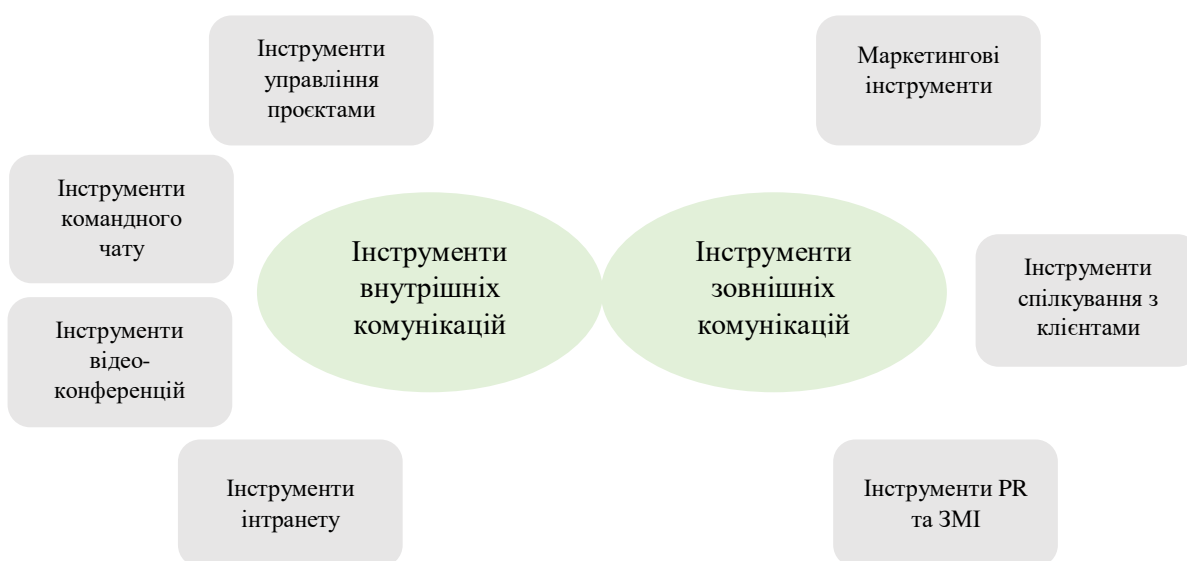 Інструменти
управління
проєктами
Маркетингові
інструменти
Інструменти
командного
чату
Інструменти
внутрішніх
комунікацій
Інструменти
зовнішніх
комунікацій
Інструменти
спілкування з
клієнтами
Інструменти
відео-
конференцій
Інструменти
інтранету
Інструменти PR
та ЗМІ